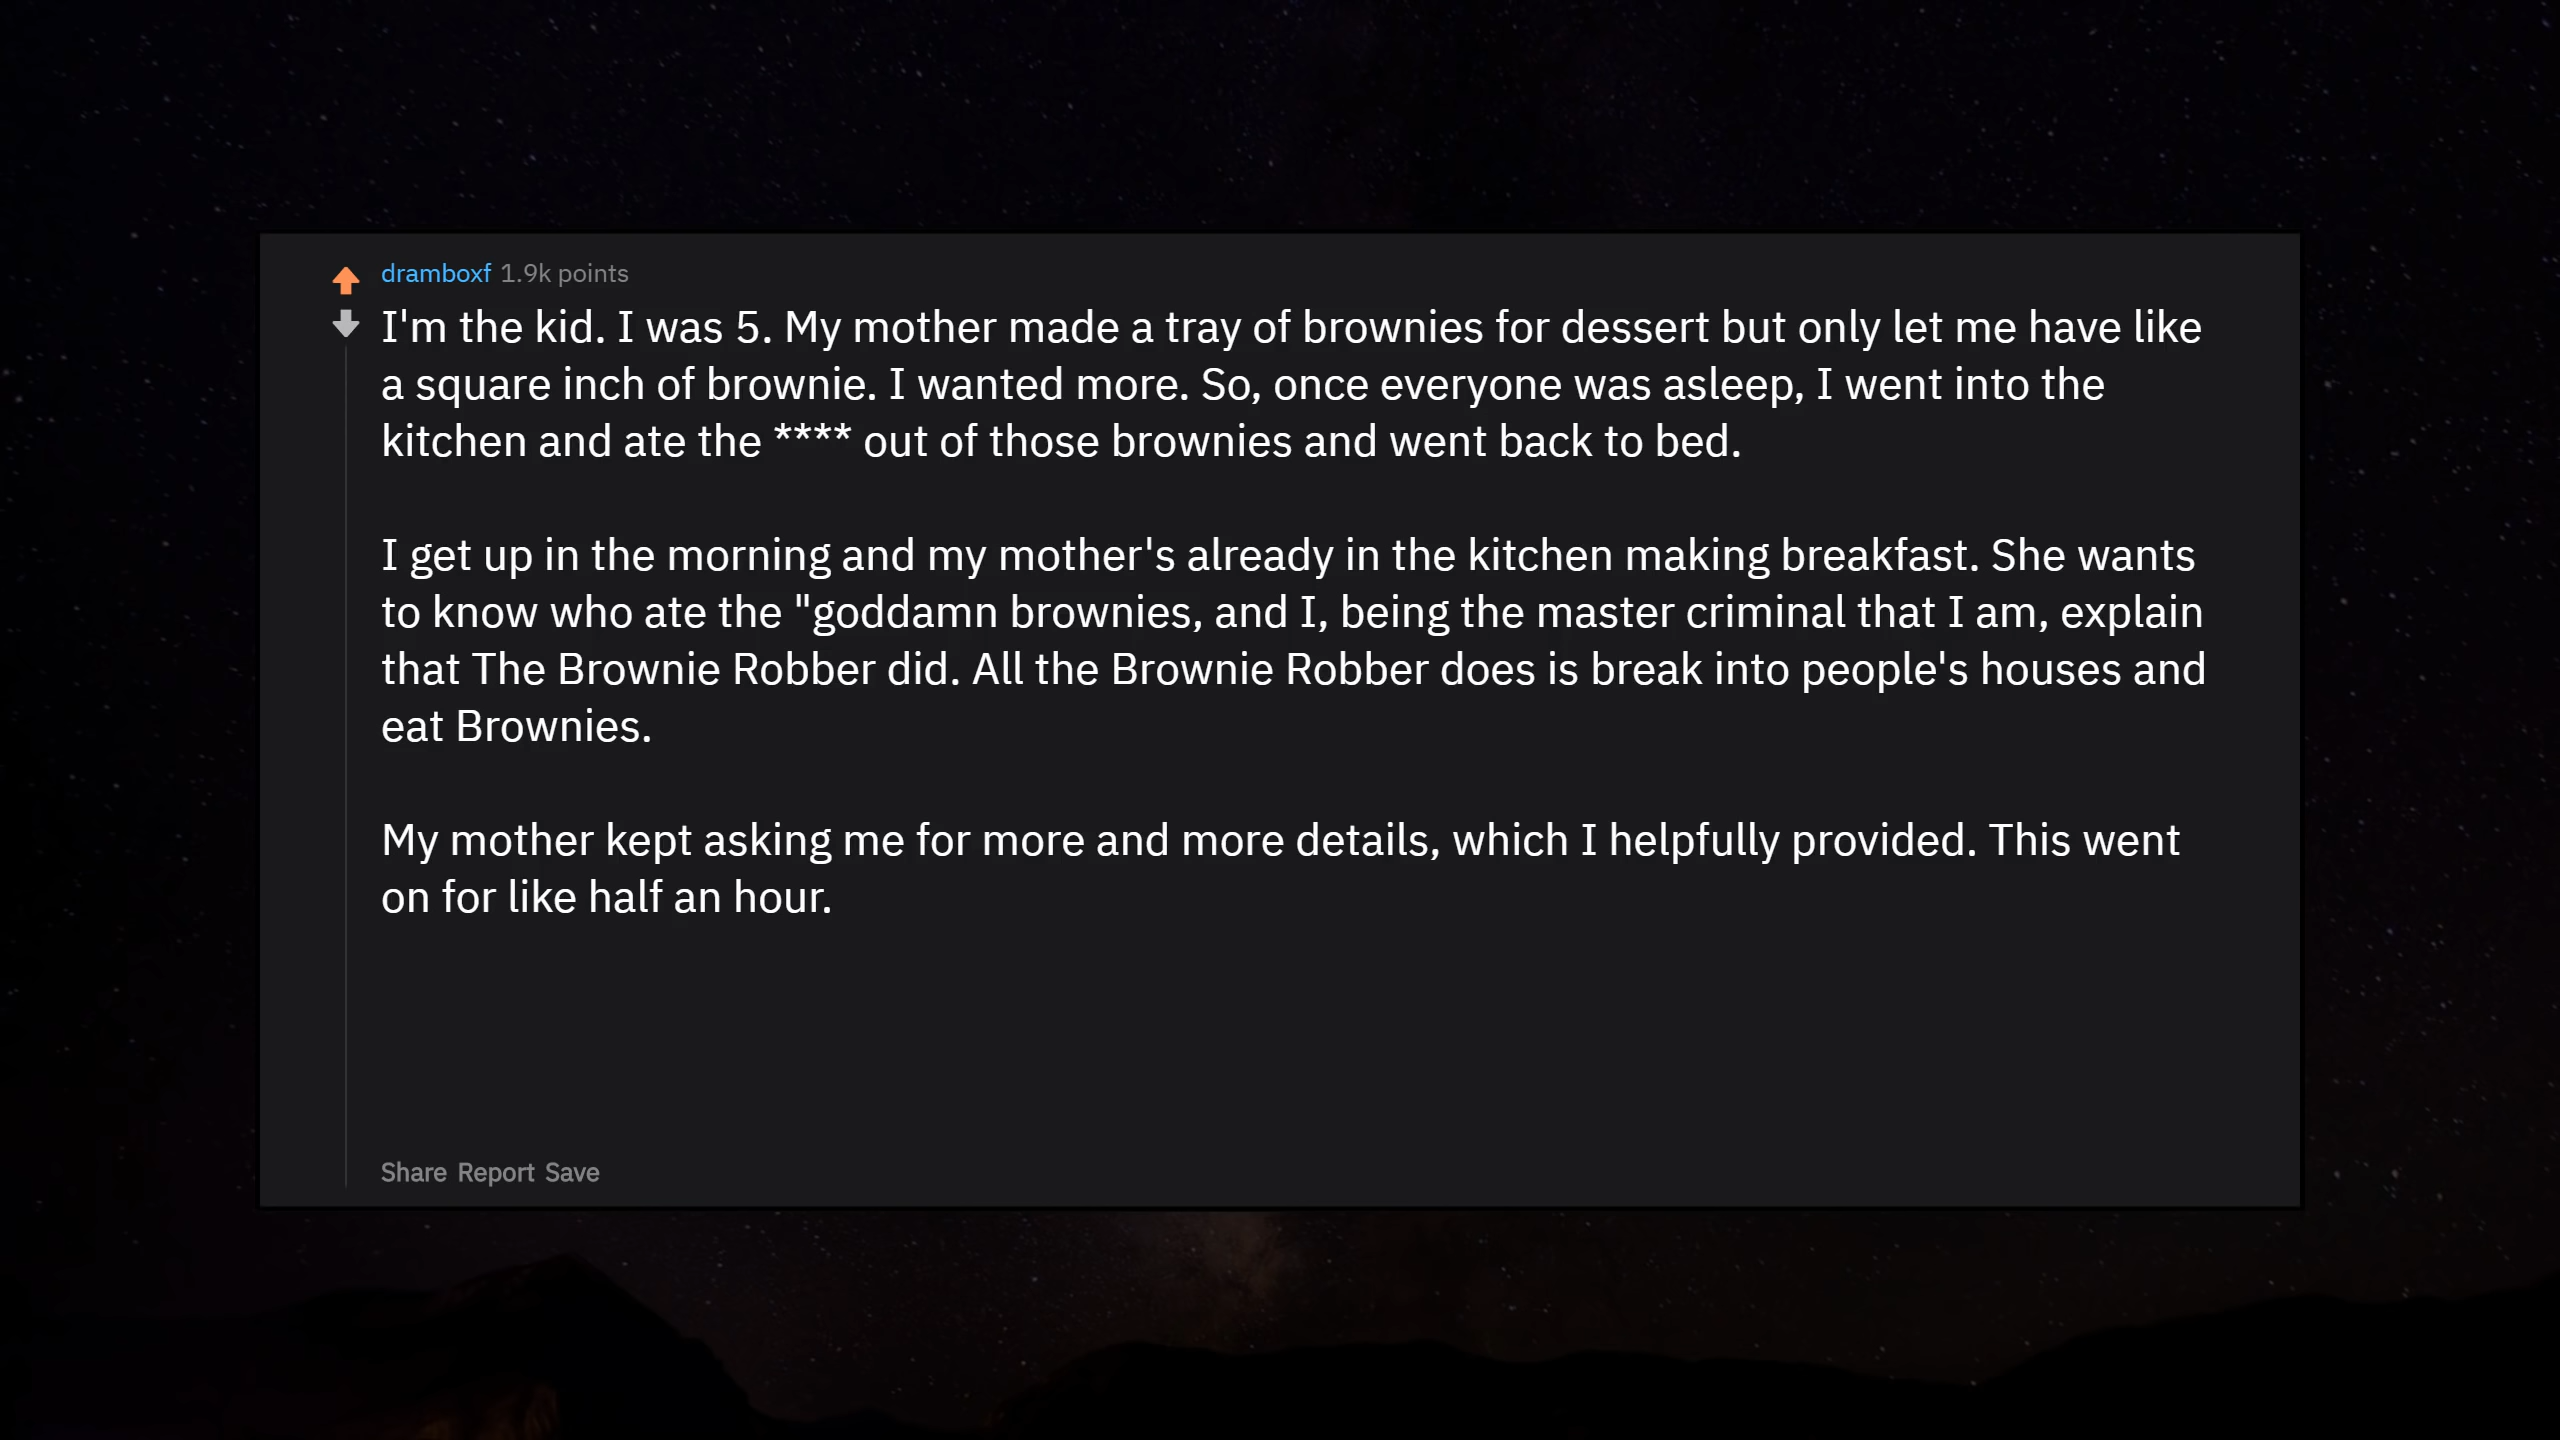 dramboxf 1.9k points
I'm the kid. I was 5. My mother made a tray of brownies for dessert but only let me have like
a square inch of brownie. I wanted more. So, once everyone was asleep, I went into the
kitchen and ate the **** out of those brownies and went back to bed.
I get up in the morning and my mother's already in the kitchen making breakfast. She wants
to know who ate the "goddamn brownies, and I, being the master criminal that I am, explain
that The Brownie Robber did. All the Brownie Robber does is break into people's houses and
eat Brownies.
My mother kept asking me for more and more details, which I helpfully provided. This went
on for like half an hour.
Share Report Save